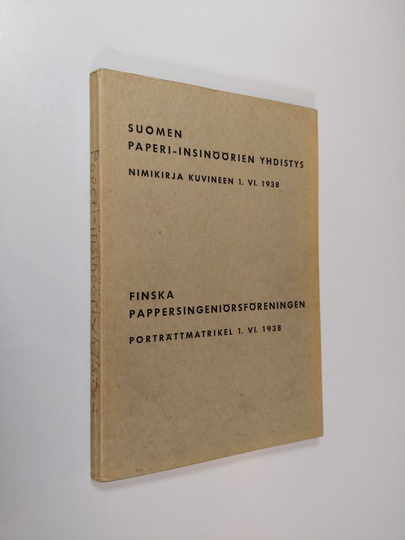 SUOMEN
PAPERI-INSINÖÖRIEN YHDISTYS
NIMIKIRJA KUVINEEN 1. VI. 1938
FINSKA
PAPPERSINGENIÖRSFÖRENINGEN
PORTRÄTTMATRIKEL 1. VI. 1938